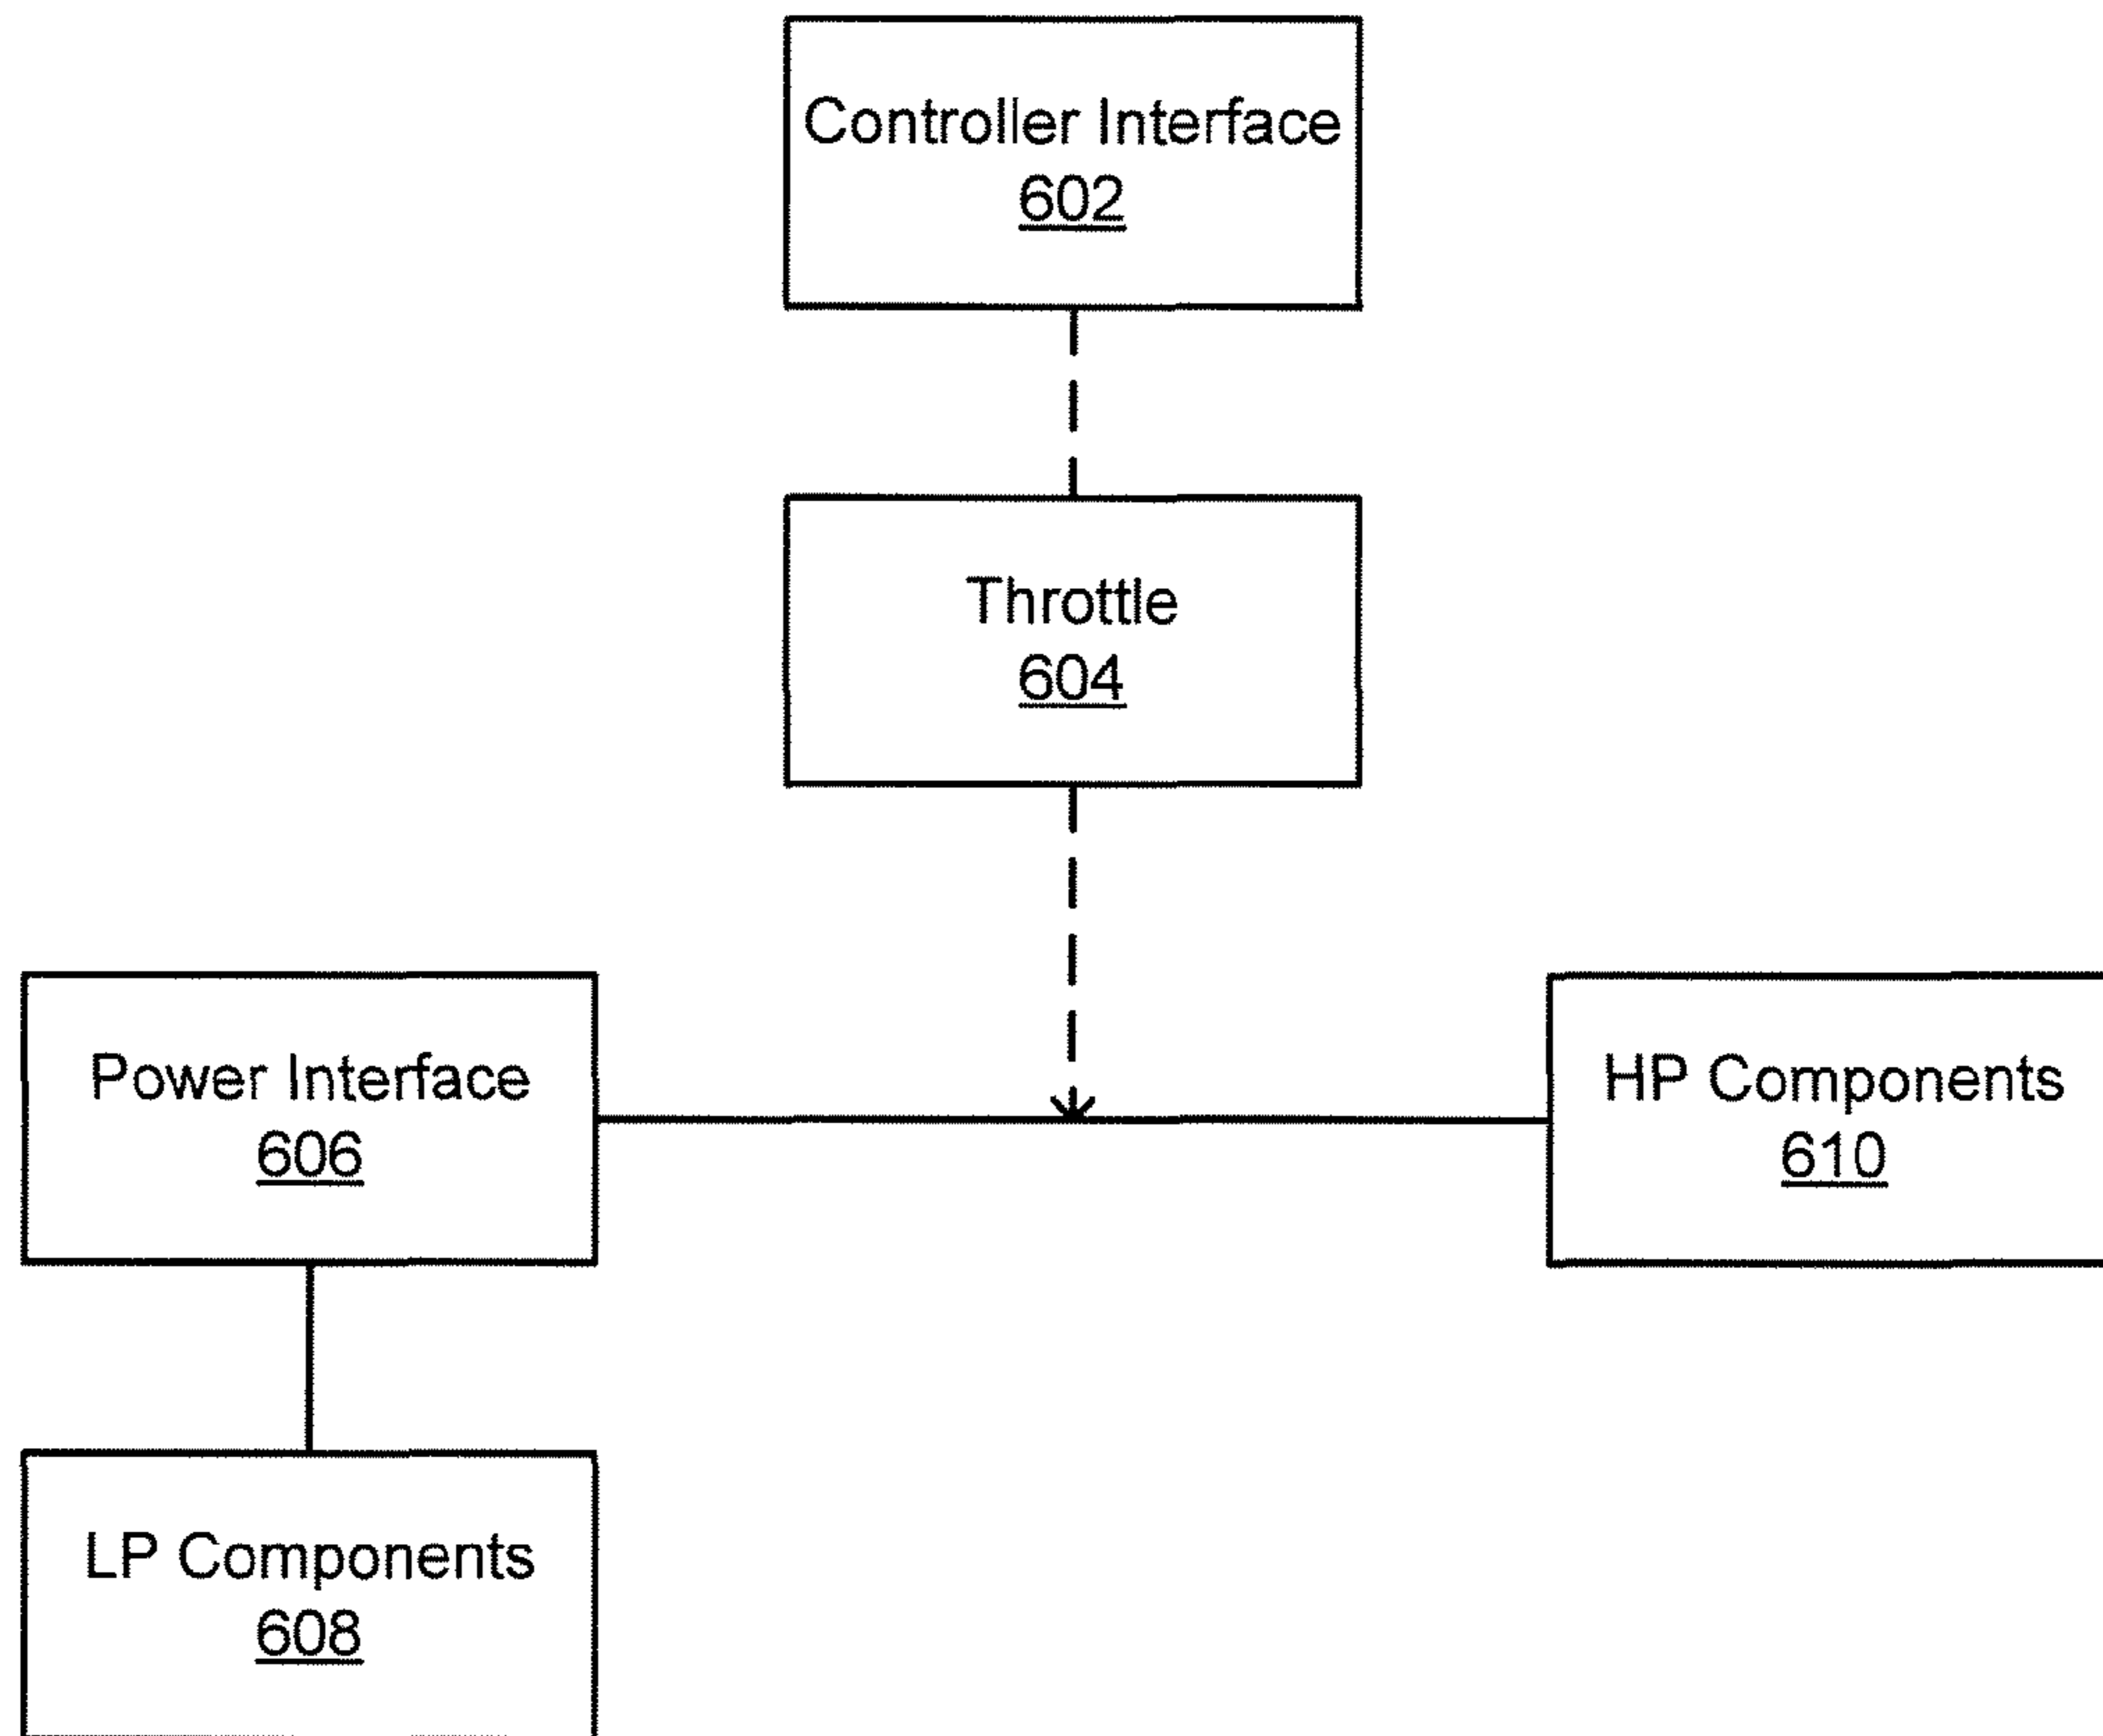 Controller Interface
602
Throttle
604
Power Interface
606
HP Components
610
LP Components
608